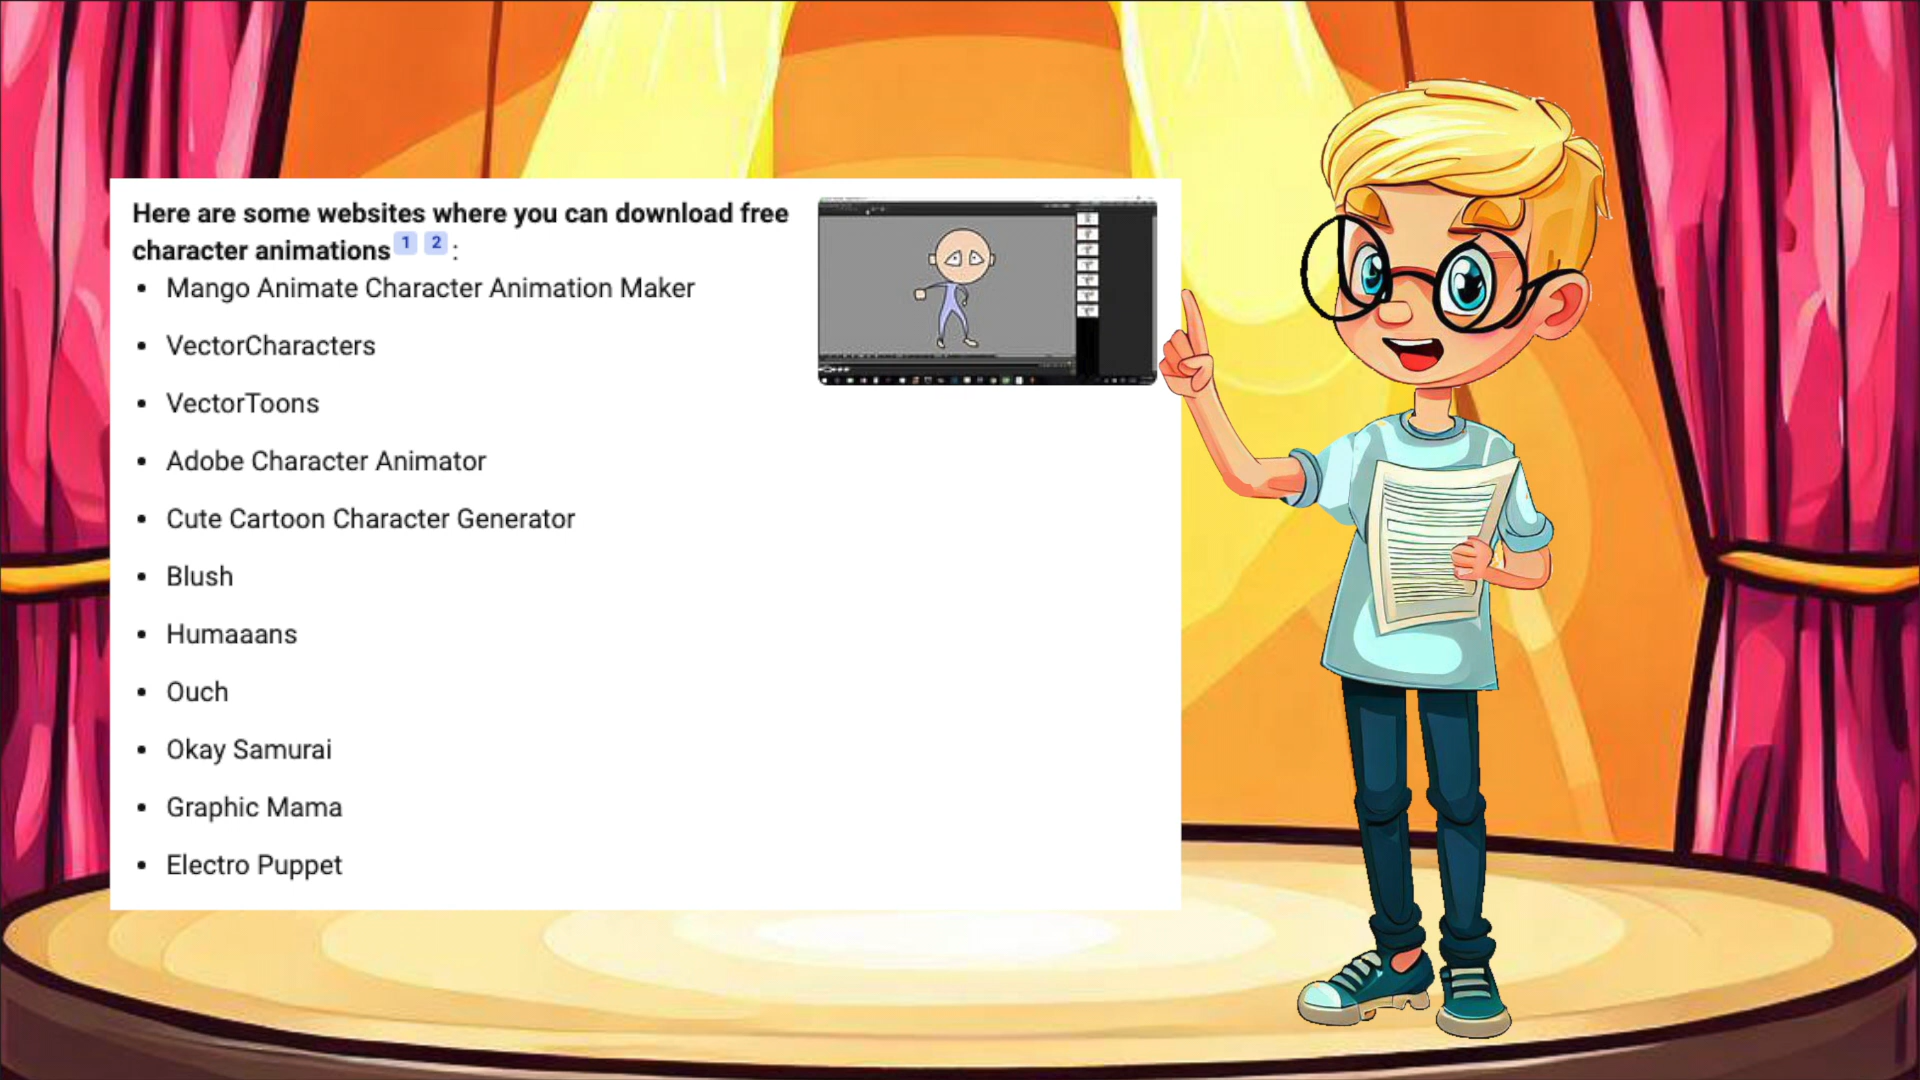 Here are some websites where you can download free
character animations 1 2 :
• Mango Animate Character Animation Maker
• VectorCharacters
• VectorToons
• Adobe Character Animator
• Cute Cartoon Character Generator
• Blush
• Humaaans
• Ouch
• Okay Samurai
• Graphic Mama
• Electro Puppet